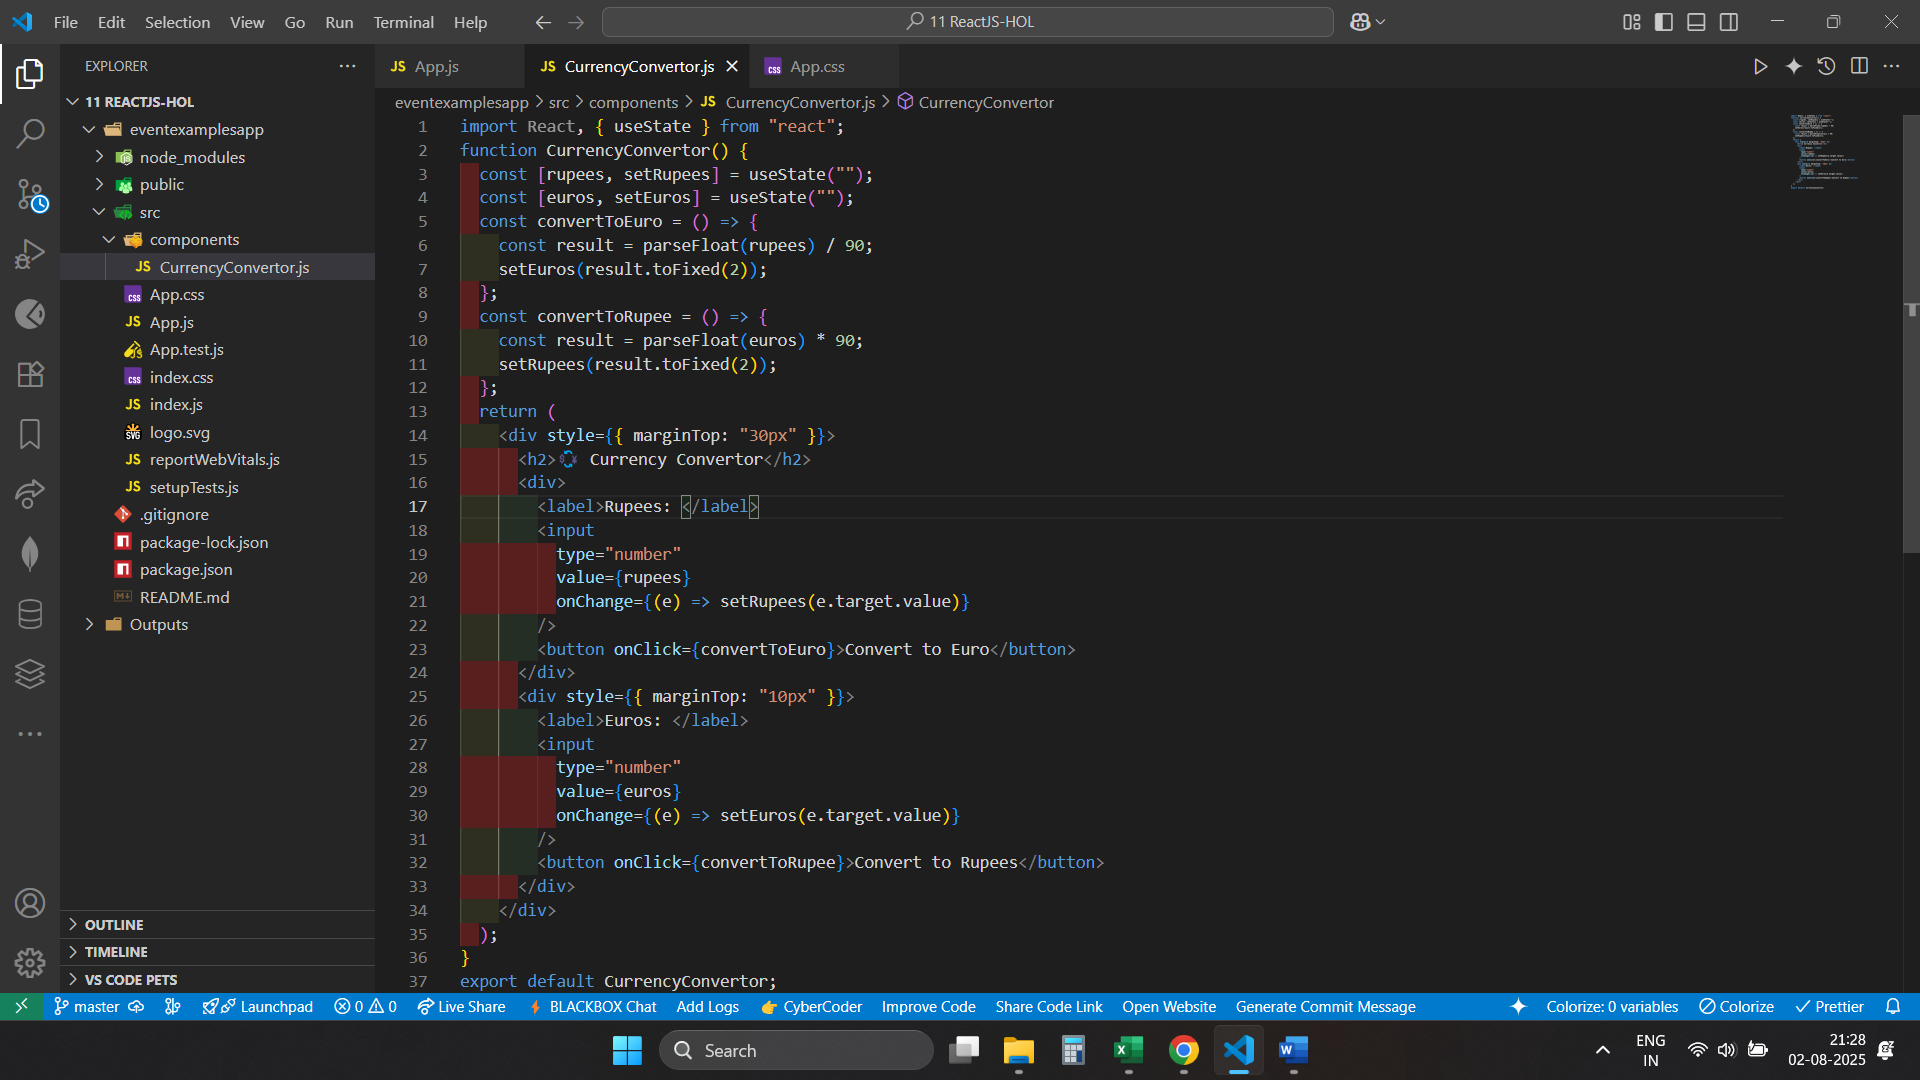 File Edit Selection View Go Run Terminal Help
11 ReactJS-HOL
EXPLORER
11 REACTJS-HOL
eventexamplesapp
node_modules
public
src
components
JS CurrencyConvertor.js
css App.css
JS App.js
App.test.js
css index.css
JS index.js
logo.svg
JS reportWebVitals.js
JS setupTests.js
.gitignore
package-lock.json
package.json
README.md
Outputs
OUTLINE
TIMELINE
VS CODE PETS
JS App.js
JS CurrencyConvertor.js
css App.css
eventexamplesapp > src > components > JS CurrencyConvertor.js > CurrencyConvertor
1 import React, { useState } from "react";
2 function CurrencyConvertor() {
3 const [rupees, setRupees] = useState("");
4 const [euros, setEuros] = useState("");
5 const convertToEuro = () => {
6 const result = parseFloat(rupees) / 90;
7 setEuros(result.toFixed(2));
8 };
9 const convertToRupee = () => {
10 const result = parseFloat(euros) * 90;
11 setRupees(result.toFixed(2));
12 };
13 return (
14 <div style={{ marginTop: "30px" }}>
15 <h2>💱 Currency Convertor</h2>
16 <div>
17 <label>Rupees: </label>
18 <input
19 type="number"
20 value={rupees}
21 onChange={(e) => setRupees(e.target.value)}
22 />
23 <button onClick={convertToEuro}>Convert to Euro</button>
24 </div>
25 <div style={{ marginTop: "10px" }}>
26 <label>Euros: </label>
27 <input
28 type="number"
29 value={euros}
30 onChange={(e) => setEuros(e.target.value)}
31 />
32 <button onClick={convertToRupee}>Convert to Rupees</button>
33 </div>
34 </div>
35 );
36 }
37 export default CurrencyConvertor;
master Launchpad 0 0 Live Share BLACKBOX Chat Add Logs 👉 CyberCoder Improve Code Share Code Link Open Website Generate Commit Message Colorize: 0 variables Colorize Prettier
Search
ENG
IN
21:28
02-08-2025